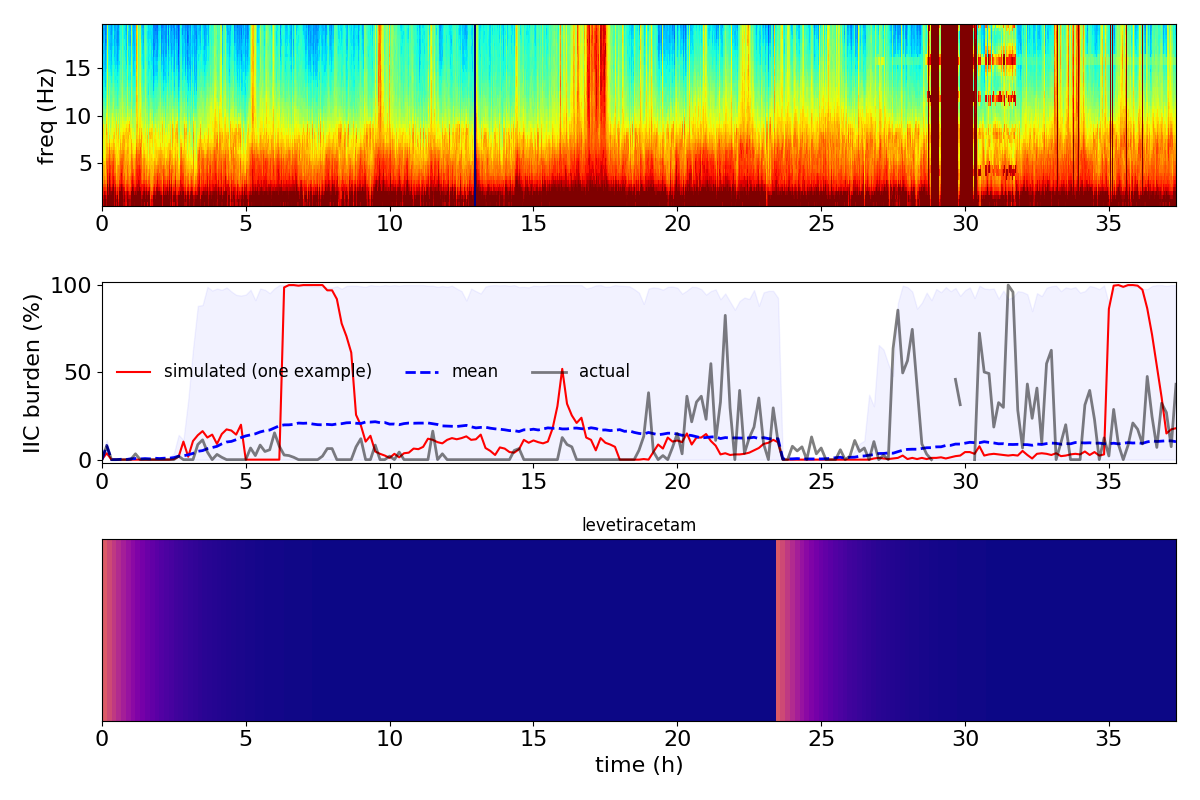 freq (Hz)
15
10
5
0 5 10 15 20 25 30 35
IIC burden (%)
100
50
0
simulated (one example) mean actual
0 5 10 15 20 25 30 35
levetiracetam
0 5 10 15 20 25 30 35
time (h)